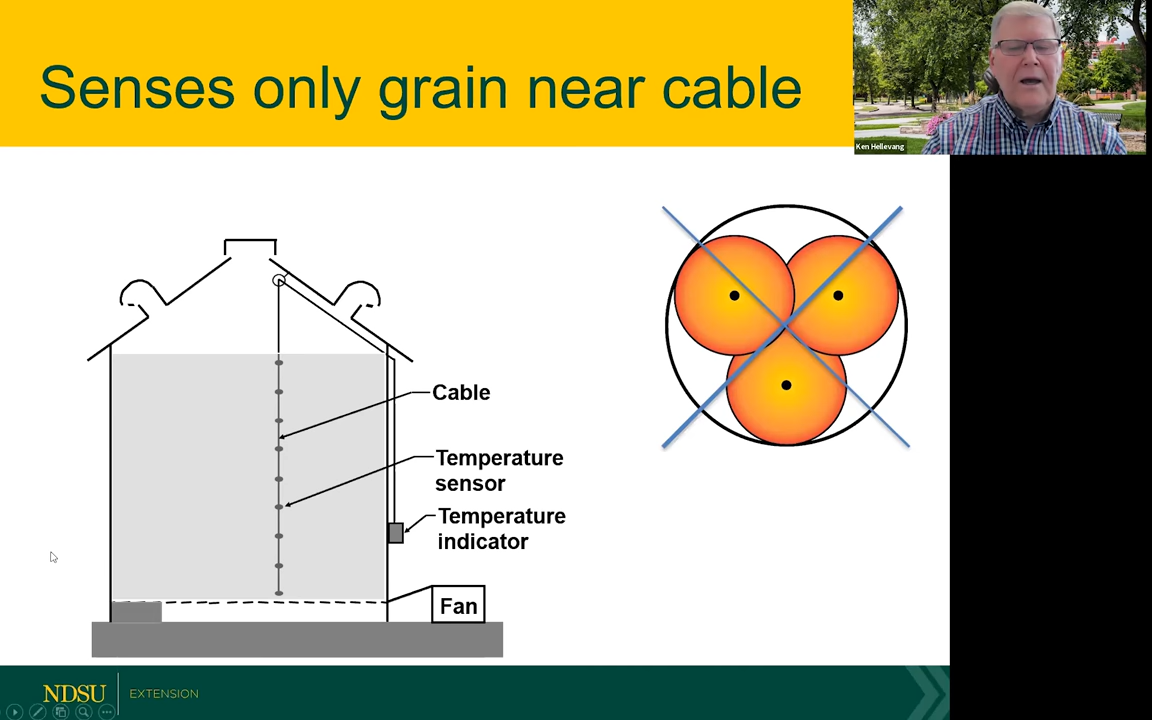 Senses only grain near cable
Ken Hellevang
Cable
Temperature
sensor
Temperature
indicator
Fan
NDSU
EXTENSION